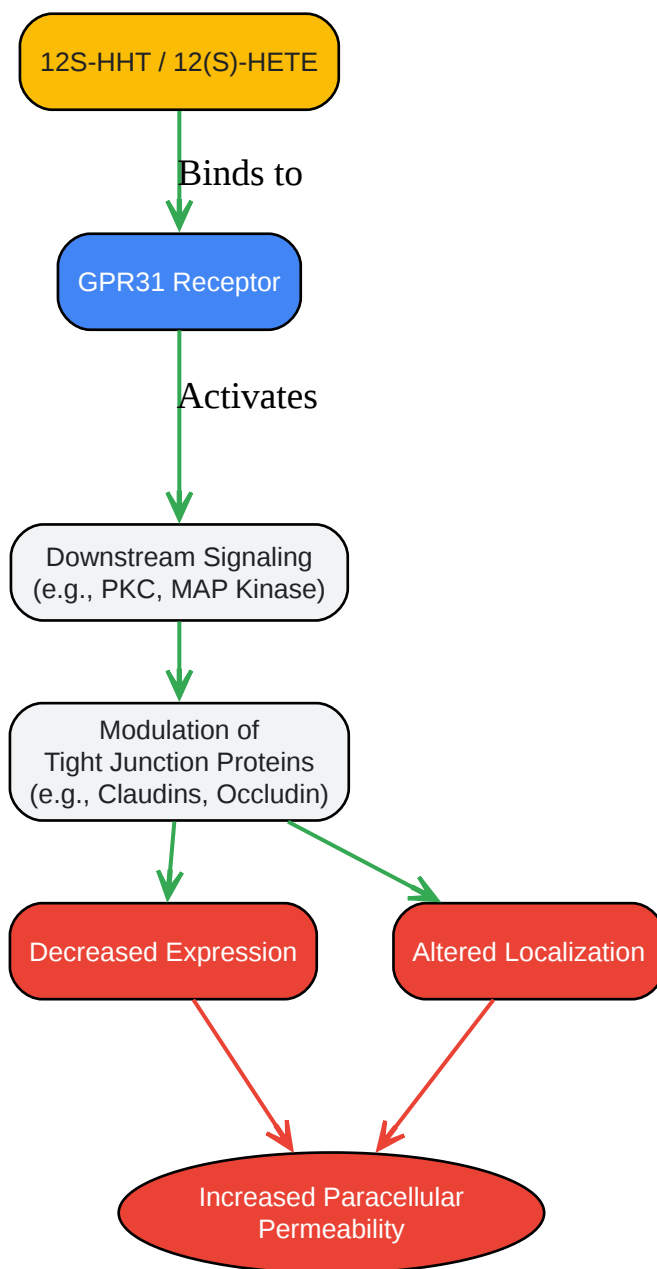 12S-HHT / 12(S)-HETE
Binds to
GPR31 Receptor
Activates
Downstream Signaling
(e.g., PKC, MAP Kinase)
Modulation of
Tight Junction Proteins
(e.g., Claudins, Occludin)
Decreased Expression
Altered Localization
Increased Paracellular
Permeability